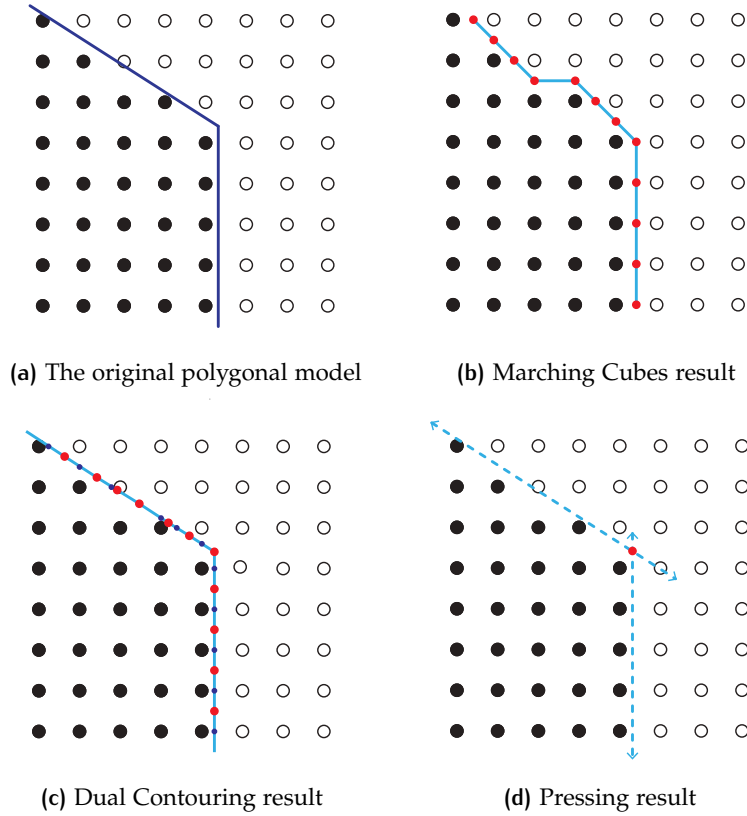 (a) The original polygonal model
(b) Marching Cubes result
(c) Dual Contouring result
(d) Pressing result